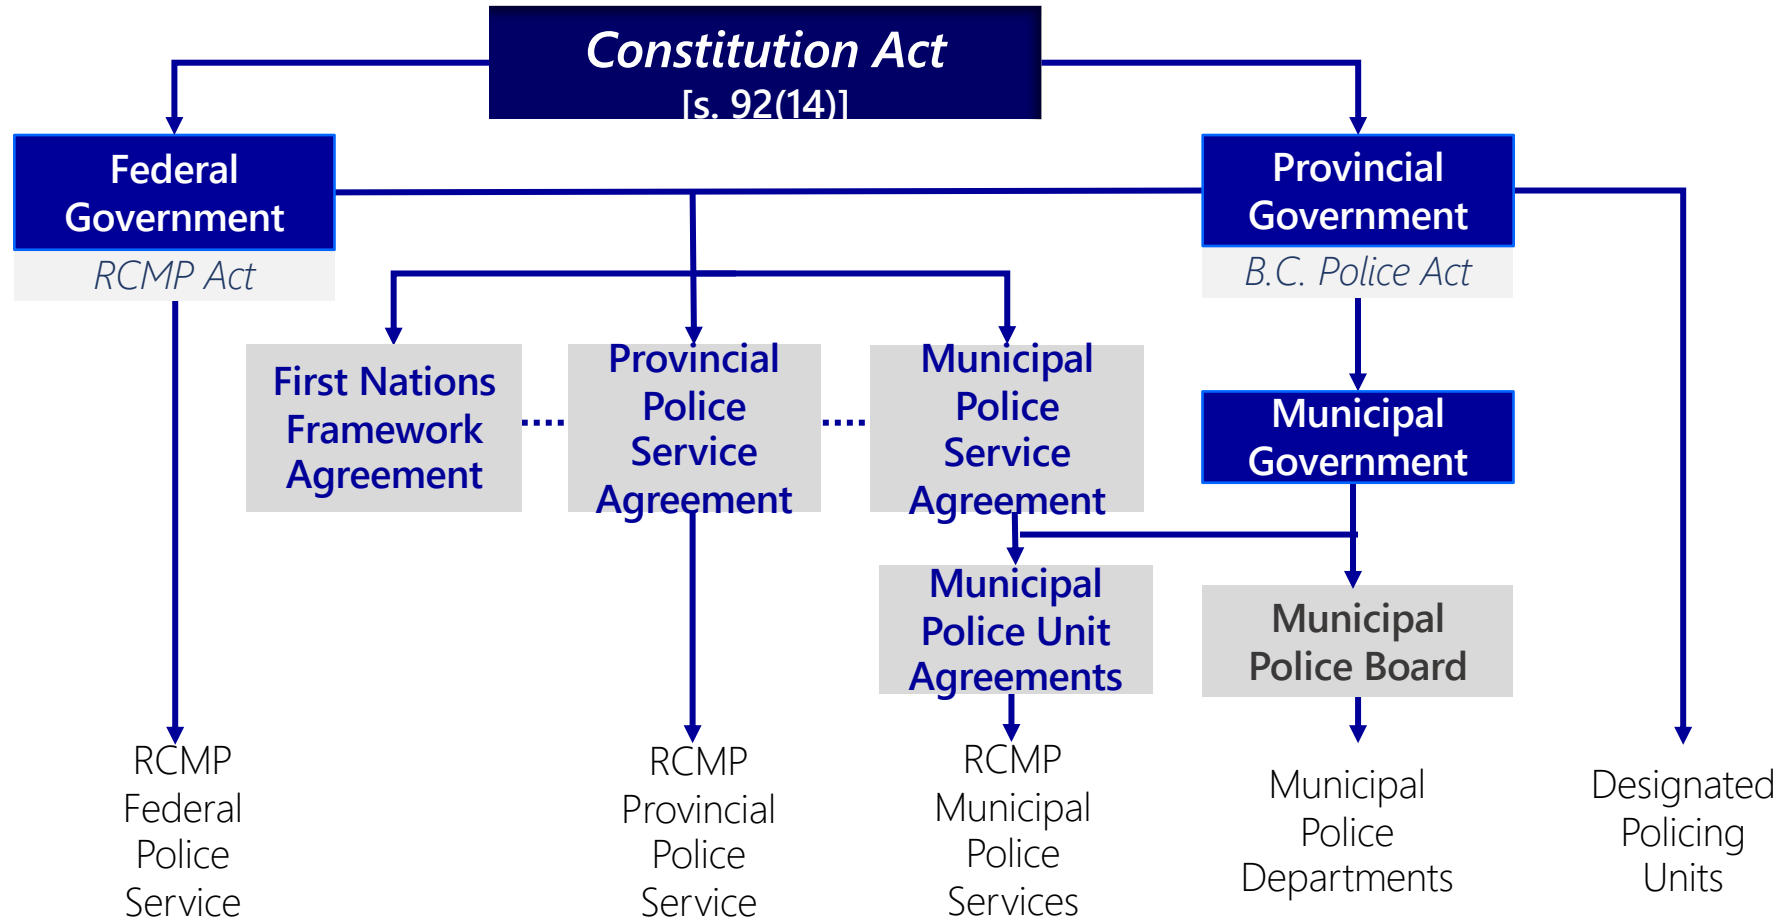 Constitution Act
[s. 92(14)]
Federal
Government
RCMP Act
Provincial
Government
B.C. Police Act
First Nations
Framework
Agreement
Provincial
Police
Service
Agreement
Municipal
Police
Service
Agreement
Municipal
Government
Municipal
Police Unit
Agreements
Municipal
Police Board
RCMP
Federal
Police
Service
RCMP
Provincial
Police
Service
RCMP
Municipal
Police
Services
Municipal
Police
Departments
Designated
Policing
Units